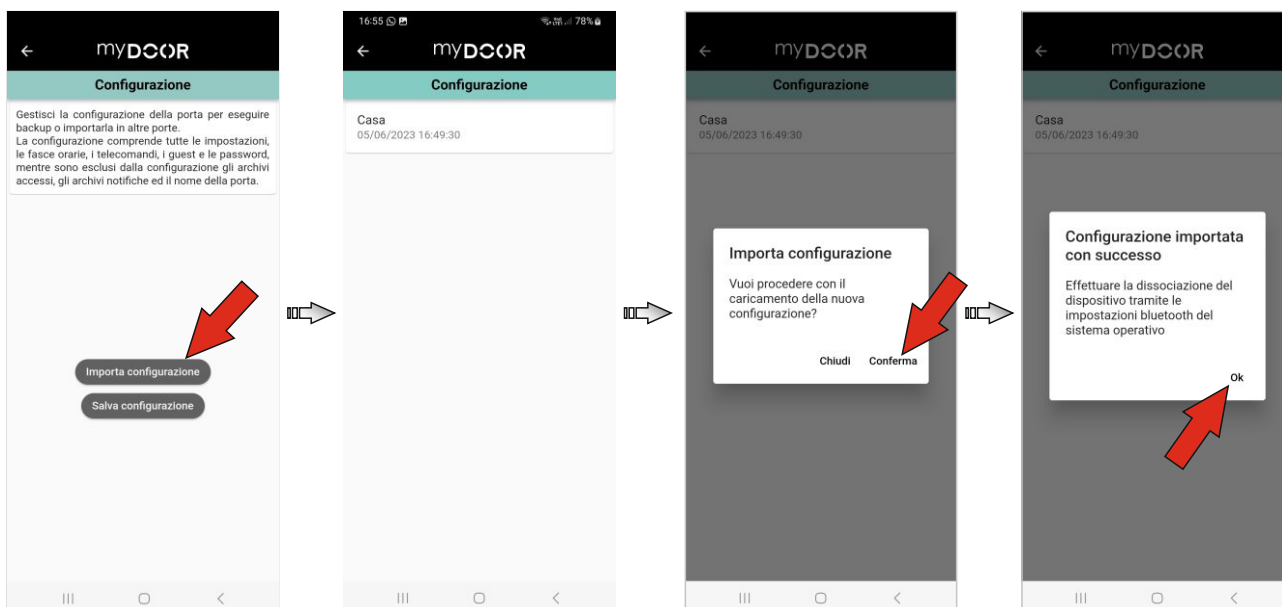 myDOOR
Configurazione
Gestisci la configurazione della porta per eseguire
backup o importarla in altre porte.
La configurazione comprende tutte le impostazioni,
le fasce orarie, i telecomandi, i guest e le password,
mentre sono esclusi dalla configurazione gli archivi
accessi, gli archivi notifiche ed il nome della porta.
Importa configurazione
Salva configurazione
16:55 78%
myDOOR
Configurazione
Casa
05/06/2023 16:49:30
myDOOR
Configurazione
Casa
05/06/2023 16:49:30
Importa configurazione
Vuoi procedere con il
caricamento della nuova
configurazione?
Chiudi Conferma
myDOOR
Configurazione
Casa
05/06/2023 16:49:30
Configurazione importata
con successo
Effettuare la dissociazione del
dispositivo tramite le
impostazioni bluetooth del
sistema operativo
Ok